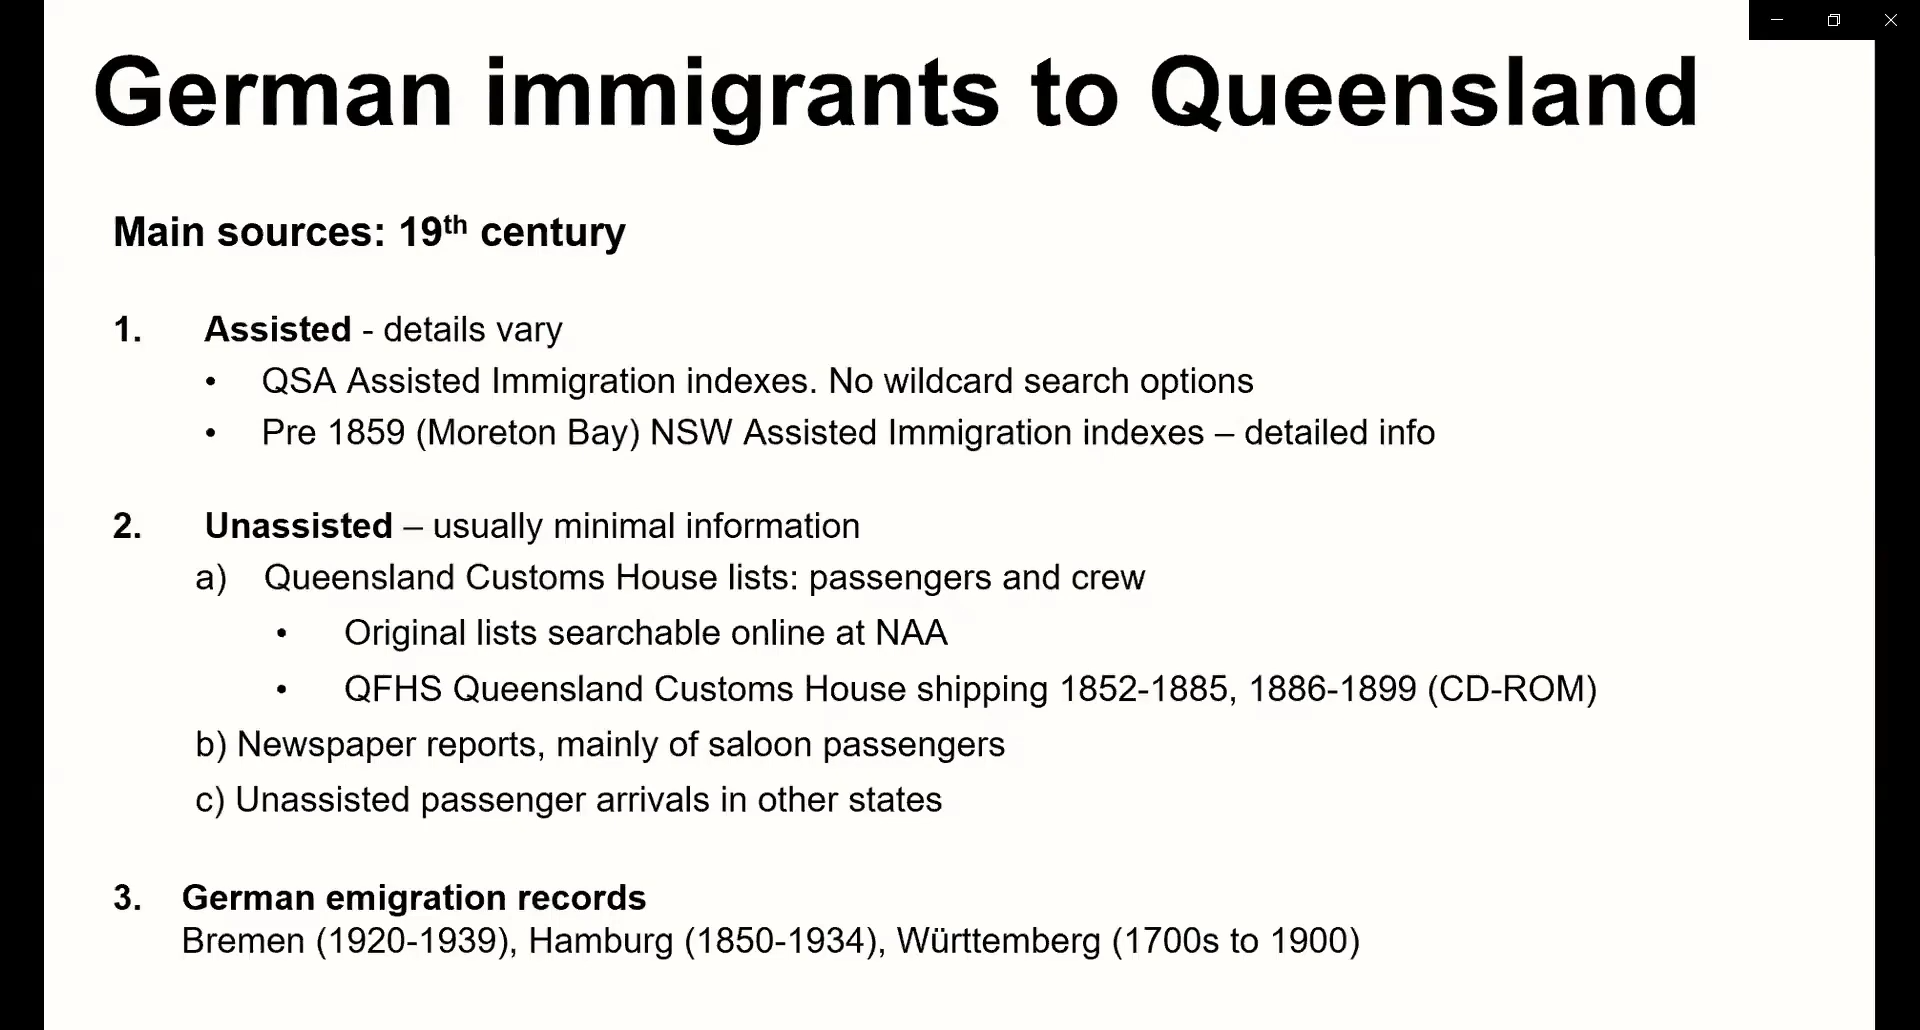 German immigrants to Queensland
Main sources: 19th century
1. Assisted - details vary
• QSA Assisted Immigration indexes. No wildcard search options
• Pre 1859 (Moreton Bay) NSW Assisted Immigration indexes – detailed info
2. Unassisted – usually minimal information
a) Queensland Customs House lists: passengers and crew
• Original lists searchable online at NAA
• QFHS Queensland Customs House shipping 1852-1885, 1886-1899 (CD-ROM)
b) Newspaper reports, mainly of saloon passengers
c) Unassisted passenger arrivals in other states
3. German emigration records
Bremen (1920-1939), Hamburg (1850-1934), Württemberg (1700s to 1900)